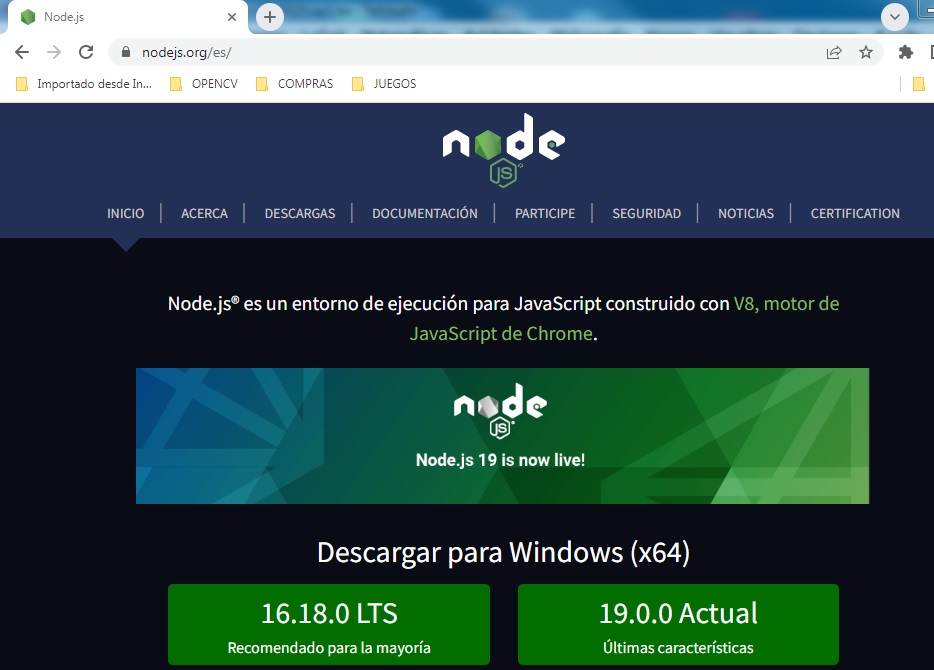 Node.js
nodejs.org/es/
Importado desde In... OPENCV COMPRAS JUEGOS
node
JS
INICIO ACERCA DESCARGAS DOCUMENTACIÓN PARTICIPE SEGURIDAD NOTICIAS CERTIFICATION
Node.js® es un entorno de ejecución para JavaScript construido con V8, motor de
JavaScript de Chrome.
node
JS
Node.js 19 is now live!
Descargar para Windows (x64)
16.18.0 LTS 19.0.0 Actual
Recomendado para la mayoría Últimas características